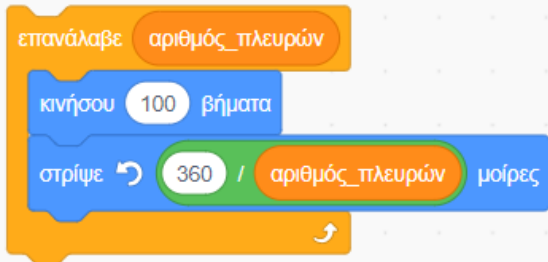 επανάλαβε αριθμός_πλευρών
κινήσου 100 βήματα
στρίψε 360 / αριθμός_πλευρών μοίρες